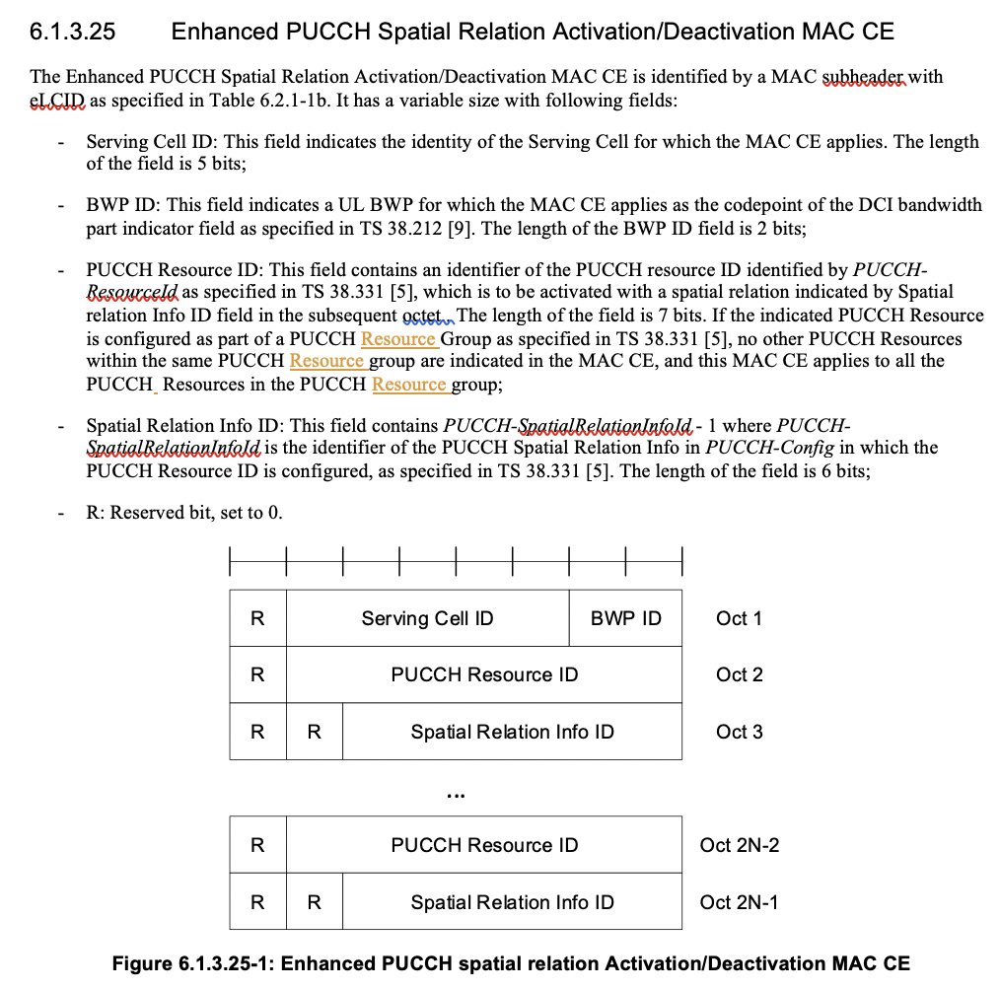 6.1.3.25 Enhanced PUCCH Spatial Relation Activation/Deactivation MAC CE
The Enhanced PUCCH Spatial Relation Activation/Deactivation MAC CE is identified by a MAC subheader with
eLCID as specified in Table 6.2.1-1b. It has a variable size with following fields:
- Serving Cell ID: This field indicates the identity of the Serving Cell for which the MAC CE applies. The length
of the field is 5 bits;
- BWP ID: This field indicates a UL BWP for which the MAC CE applies as the codepoint of the DCI bandwidth
part indicator field as specified in TS 38.212 [9]. The length of the BWP ID field is 2 bits;
- PUCCH Resource ID: This field contains an identifier of the PUCCH resource ID identified by PUCCH-
ResourceId as specified in TS 38.331 [5], which is to be activated with a spatial relation indicated by Spatial
relation Info ID field in the subsequent octet.. The length of the field is 7 bits. If the indicated PUCCH Resource
is configured as part of a PUCCH Resource Group as specified in TS 38.331 [5], no other PUCCH Resources
within the same PUCCH Resource group are indicated in the MAC CE, and this MAC CE applies to all the
PUCCH Resources in the PUCCH Resource group;
- Spatial Relation Info ID: This field contains PUCCH-SpatialRelationInfoId - 1 where PUCCH-
SpatialRelationInfoId is the identifier of the PUCCH Spatial Relation Info in PUCCH-Config in which the
PUCCH Resource ID is configured, as specified in TS 38.331 [5]. The length of the field is 6 bits;
- R: Reserved bit, set to 0.
R Serving Cell ID BWP ID Oct 1
R PUCCH Resource ID Oct 2
R R Spatial Relation Info ID Oct 3
...
R PUCCH Resource ID Oct 2N-2
R R Spatial Relation Info ID Oct 2N-1
Figure 6.1.3.25-1: Enhanced PUCCH spatial relation Activation/Deactivation MAC CE